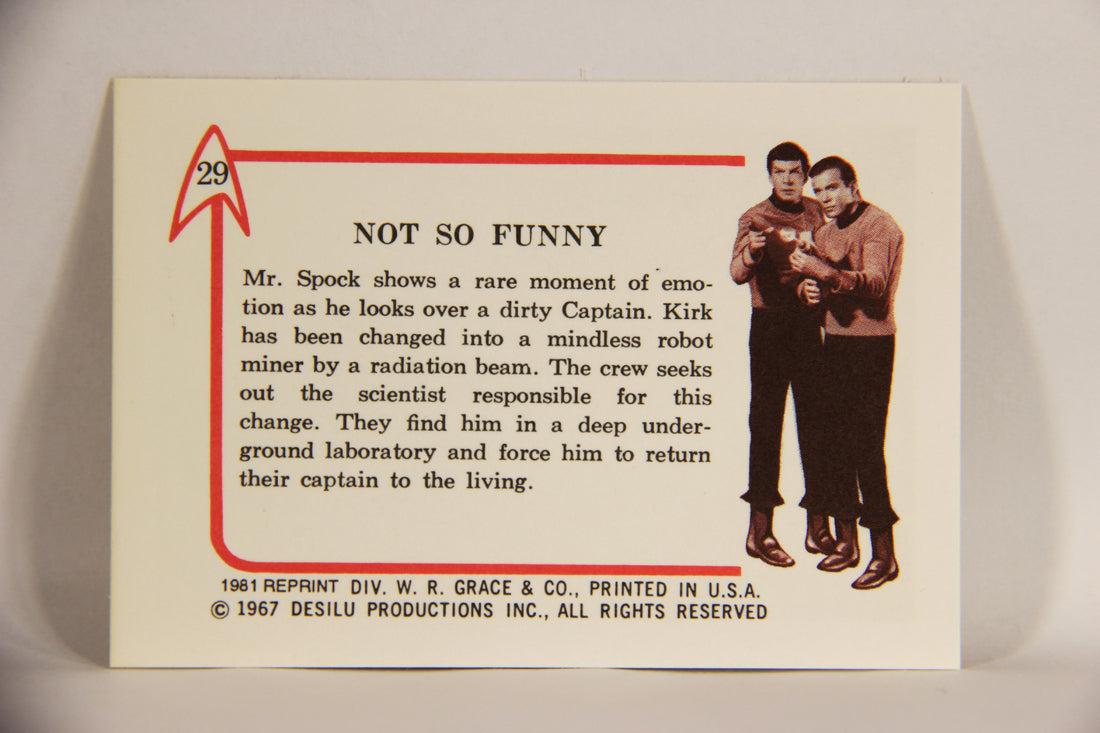 29
NOT SO FUNNY
Mr. Spock shows a rare moment of emo-
tion as he looks over a dirty Captain. Kirk
has been changed into a mindless robot
miner by a radiation beam. The crew seeks
out the scientist responsible for this
change. They find him in a deep under-
ground laboratory and force him to return
their captain to the living.
1981 REPRINT DIV. W. R. GRACE & CO., PRINTED IN U.S.A.
© 1967 DESILU PRODUCTIONS INC., ALL RIGHTS RESERVED